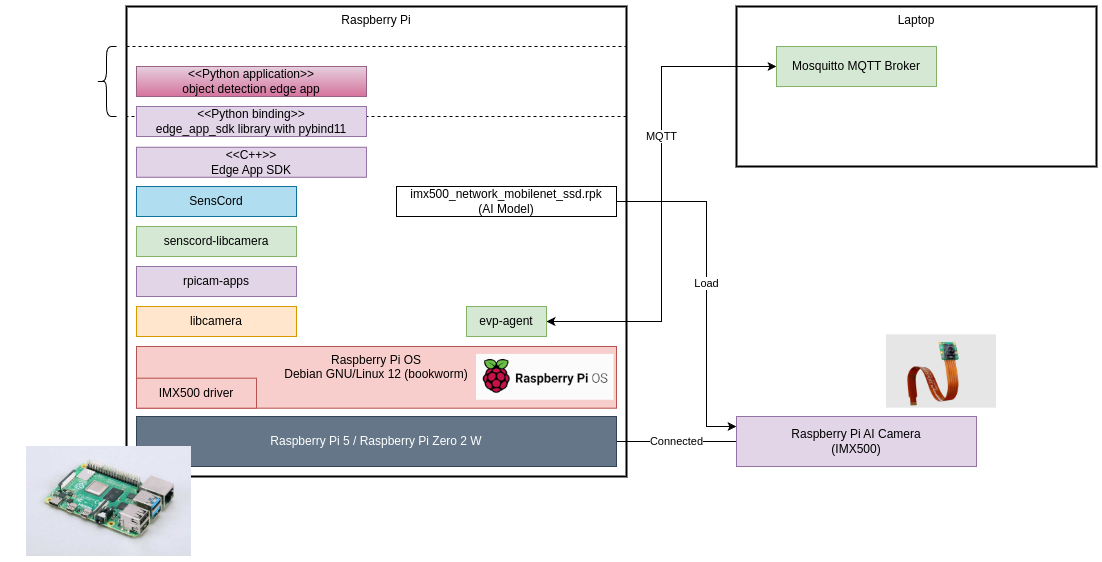 Raspberry Pi
<<Python application>>
object detection edge app
<<Python binding>>
edge_app_sdk library with pybind11
<<C++>>
Edge App SDK
SensCord
imx500_network_mobilenet_ssd.rpk
(AI Model)
senscord-libcamera
rpicam-apps
libcamera
evp-agent
Raspberry Pi OS
Debian GNU/Linux 12 (bookworm)
Raspberry Pi OS
IMX500 driver
Raspberry Pi 5 / Raspberry Pi Zero 2 W
MQTT
Load
Connected
Laptop
Mosquitto MQTT Broker
Raspberry Pi AI Camera
(IMX500)